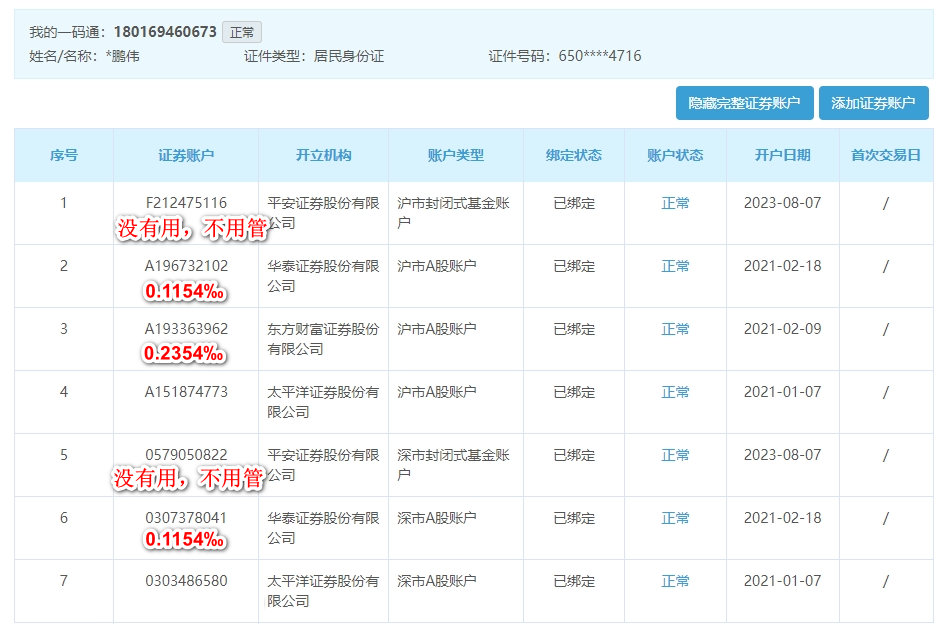 我的一码通：180169460673 正常
姓名/名称：*鹏伟 证件类型：居民身份证 证件号码：650****4716
隐藏完整证券账户 添加证券账户
序号 证券账户 开立机构 账户类型 绑定状态 账户状态 开户日期 首次交易日
1 F212475116 平安证券股份有限 沪市封闭式基金账 已绑定 正常 2023-08-07 /
没有用，不用管 公司 户
2 A196732102 华泰证券股份有限 沪市A股账户 已绑定 正常 2021-02-18 /
0.1154‰ 公司
3 A193363962 东方财富证券股份 沪市A股账户 已绑定 正常 2021-02-09 /
0.2354‰ 有限公司
4 A151874773 太平洋证券股份有 沪市A股账户 已绑定 正常 2021-01-07 /
限公司
5 0579050822 平安证券股份有限 深市封闭式基金账 已绑定 正常 2023-08-07 /
没有用，不用管 公司 户
6 0307378041 华泰证券股份有限 深市A股账户 已绑定 正常 2021-02-18 /
0.1154‰ 公司
7 0303486580 太平洋证券股份有 深市A股账户 已绑定 正常 2021-01-07 /
限公司